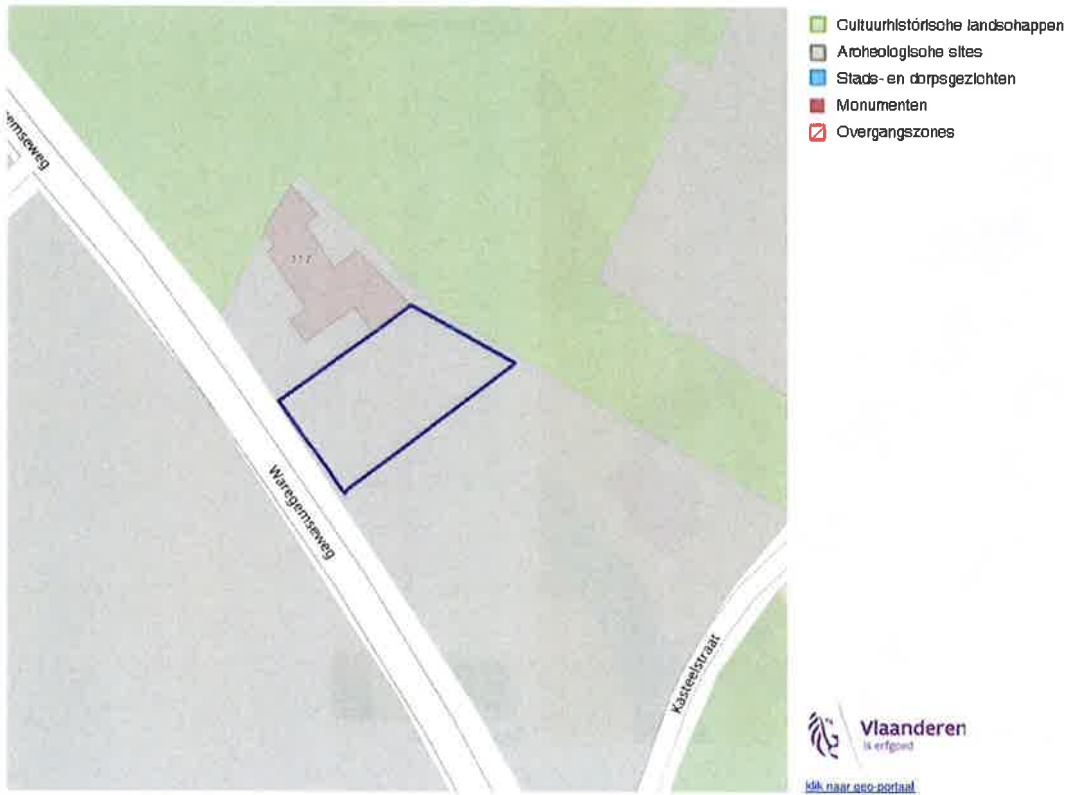 Cultuurhistorische landschappen
Archeologische sites
Stads- en dorpsgezichten
Monumenten
Overgangszones
emseweg
117
Waregemseweg
Kasteelstraat
Vlaanderen
is erfgoed
klik naar geo-portaal